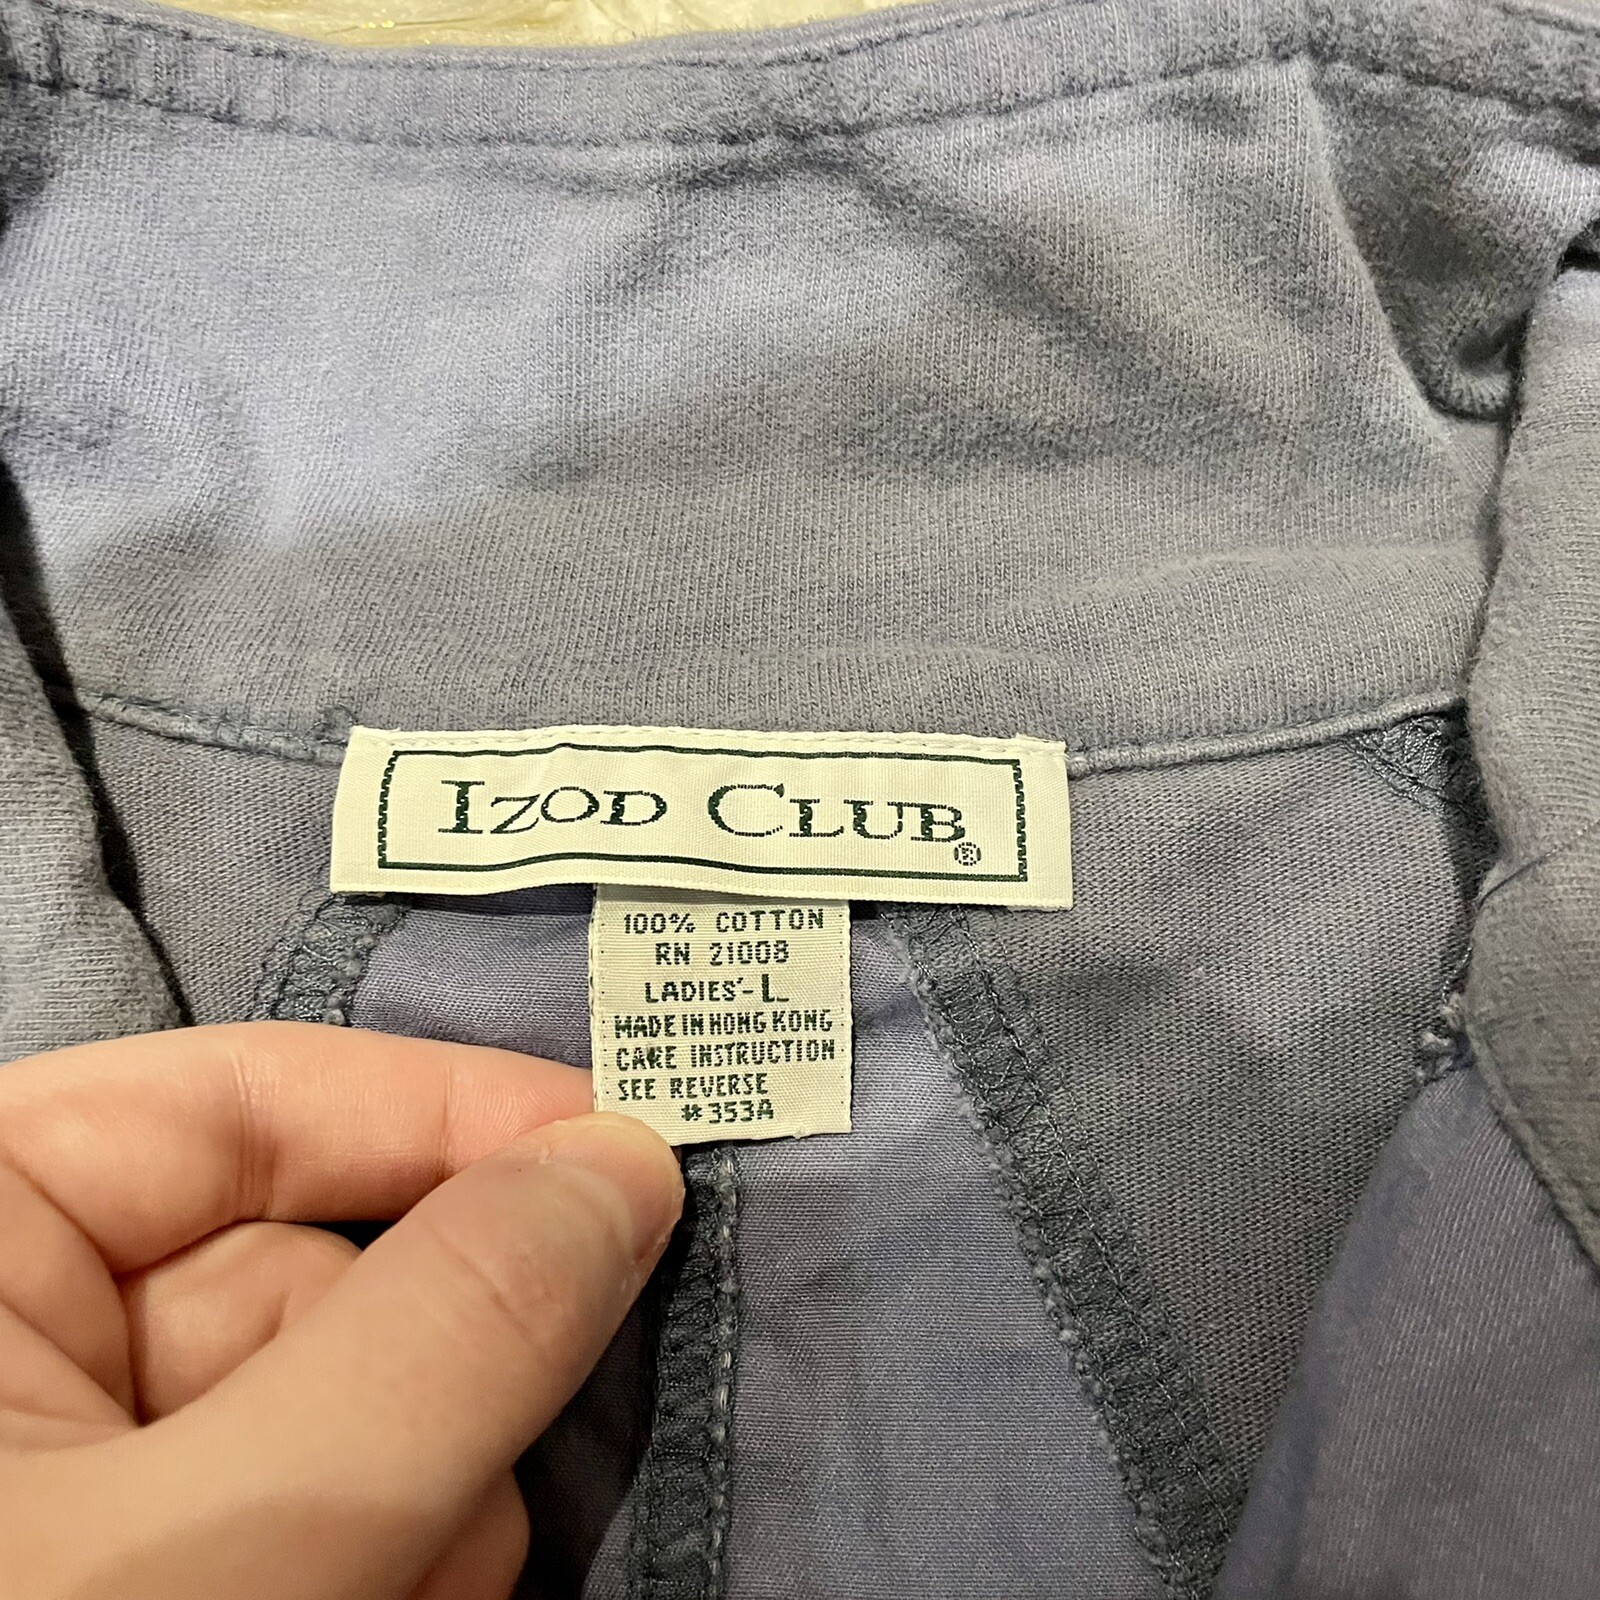 IZOD CLUB®
100% COTTON
RN 21008
LADIES'-L
MADE IN HONG KONG
CARE INSTRUCTION
SEE REVERSE
#353A